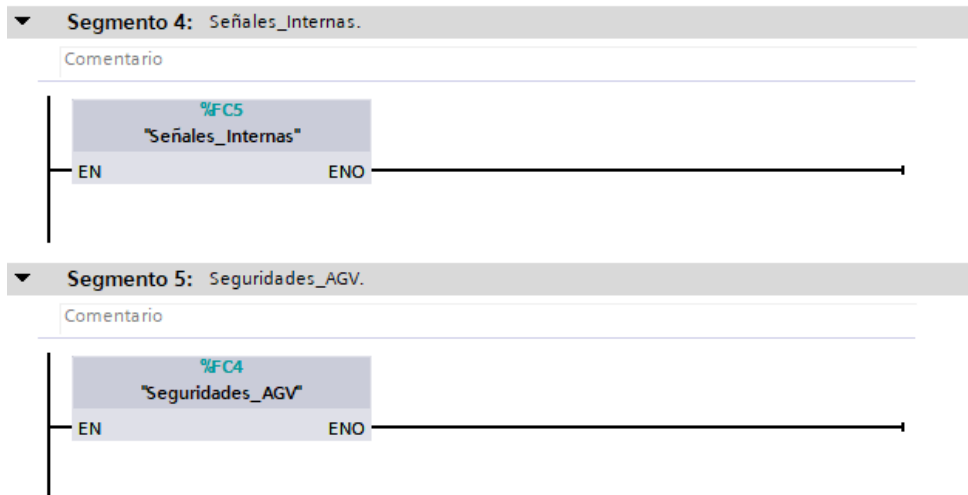 Segmento 4: Señales_Internas.
Comentario
%FC5
"Señales_Internas"
EN ENO
Segmento 5: Seguridades_AGV.
Comentario
%FC4
"Seguridades_AGV"
EN ENO